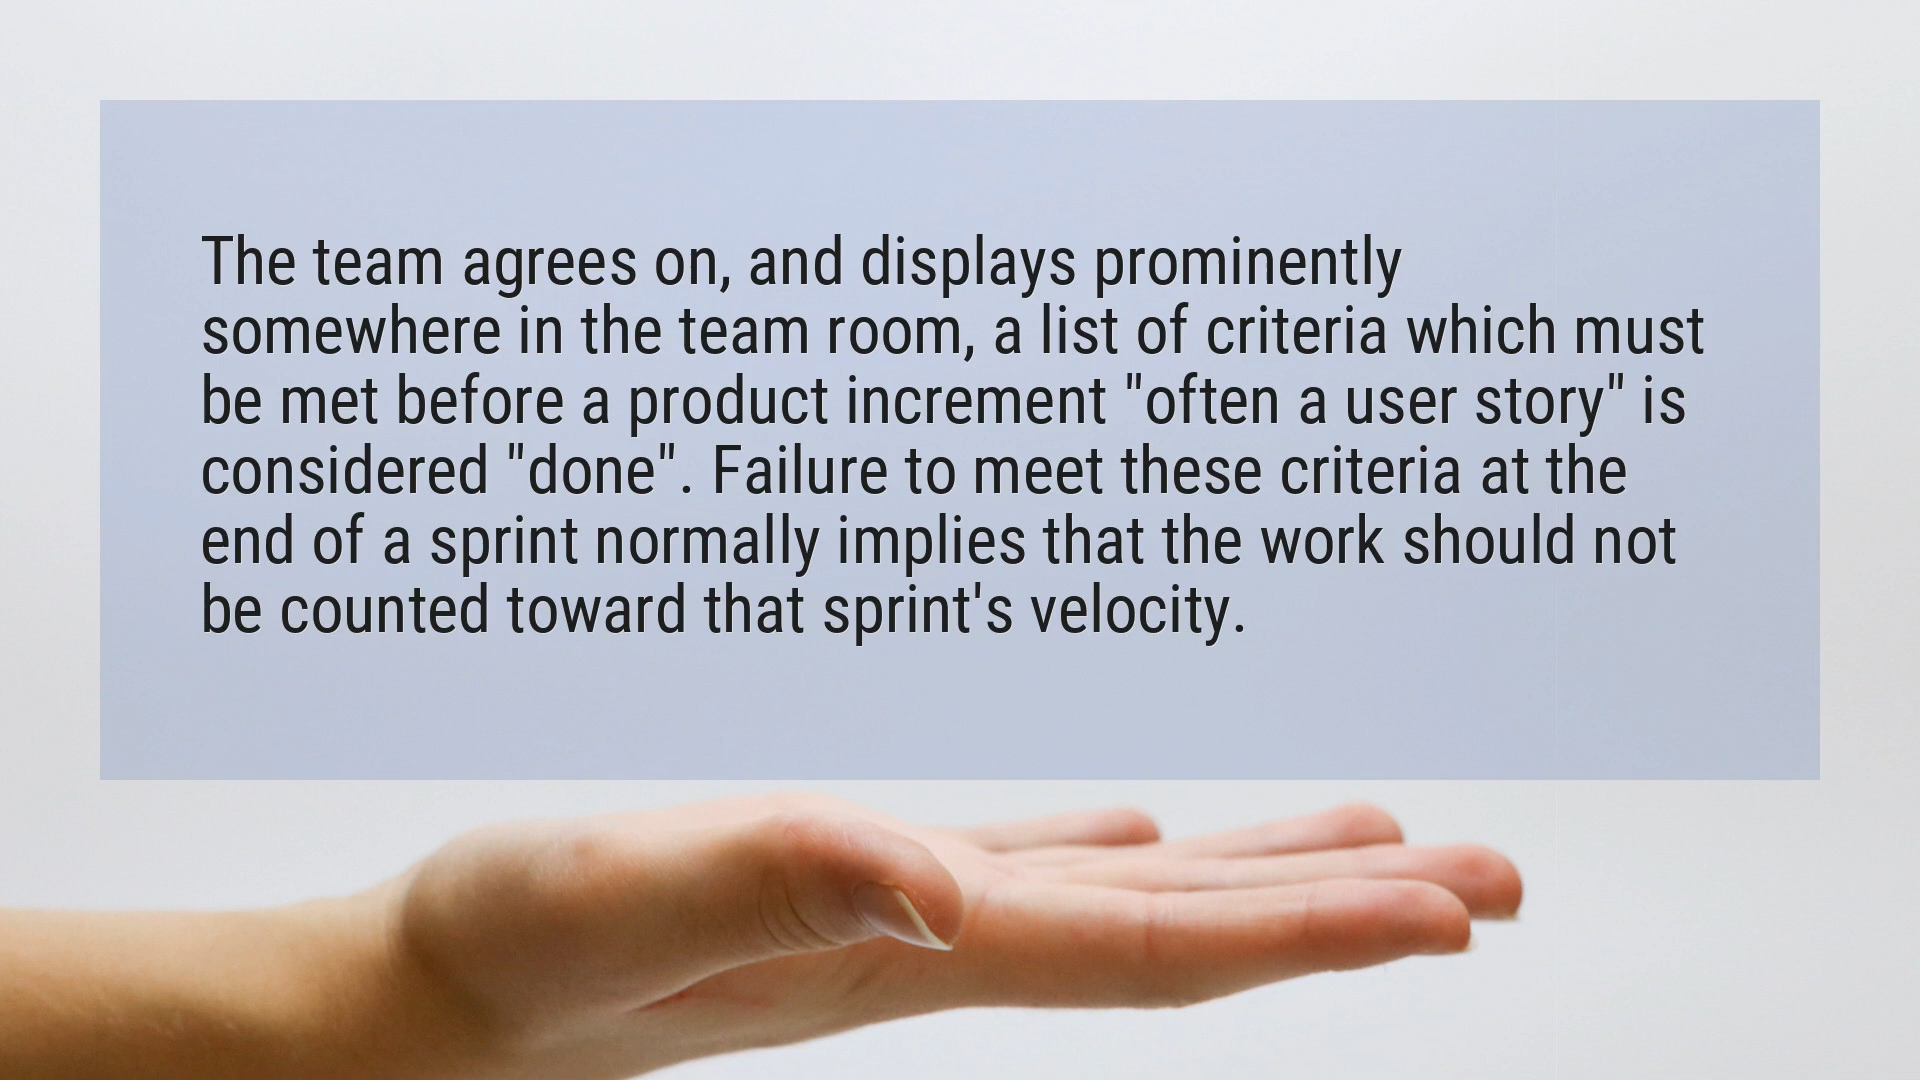 The team agrees on, and displays prominently
somewhere in the team room, a list of criteria which must
be met before a product increment "often a user story" is
considered "done". Failure to meet these criteria at the
end of a sprint normally implies that the work should not
be counted toward that sprint's velocity.